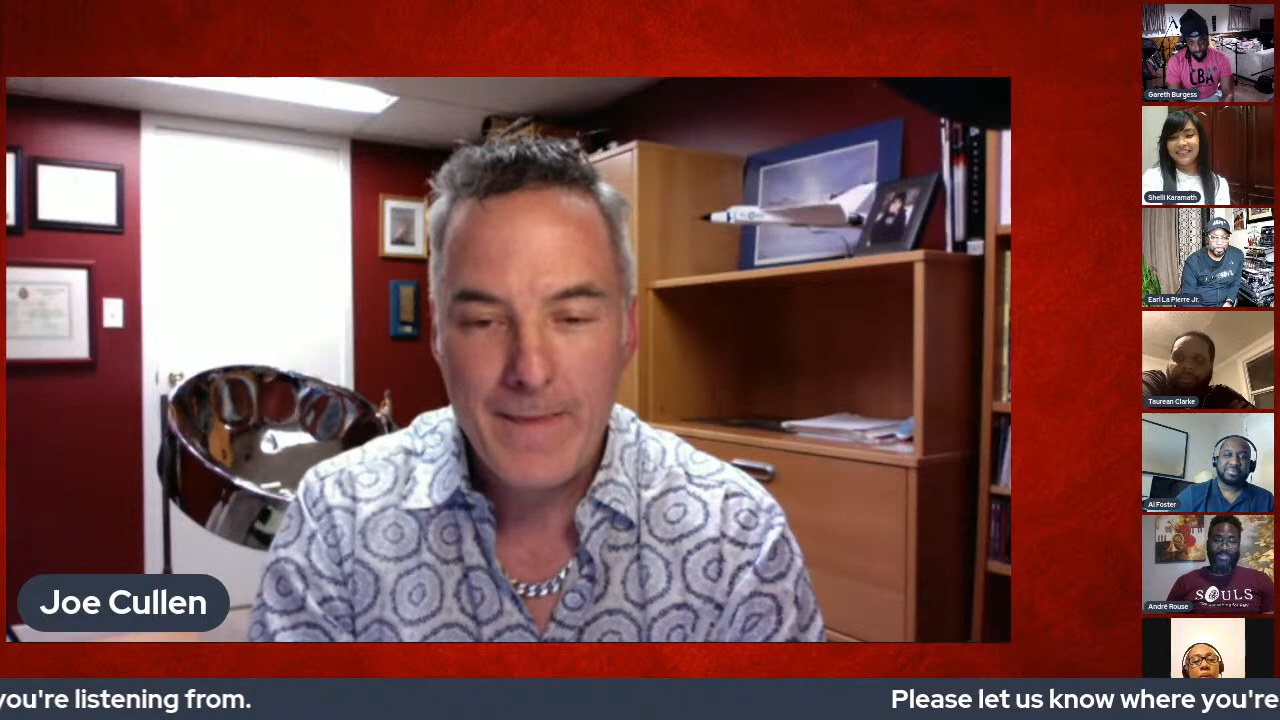 Joe Cullen
you're listening from.
Please let us know where you're
CBA
Gareth Burgess
Shelli Karamath
Earl La Pierre Jr.
Taurean Clarke
Al Foster
SOULS
André Rouse